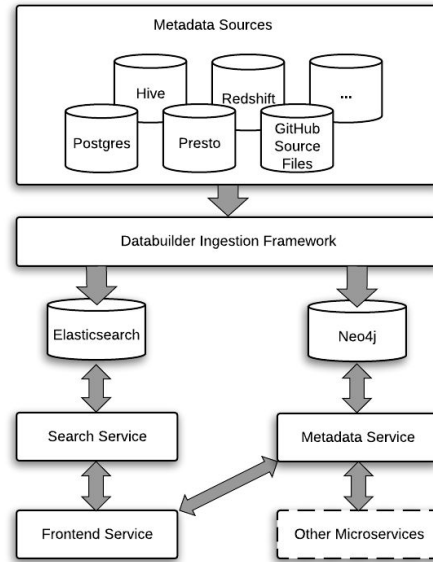 Metadata Sources
Hive
Redshift
...
Postgres
Presto
GitHub
Source
Files
Databuilder Ingestion Framework
Elasticsearch
Neo4j
Search Service
Metadata Service
Frontend Service
Other Microservices